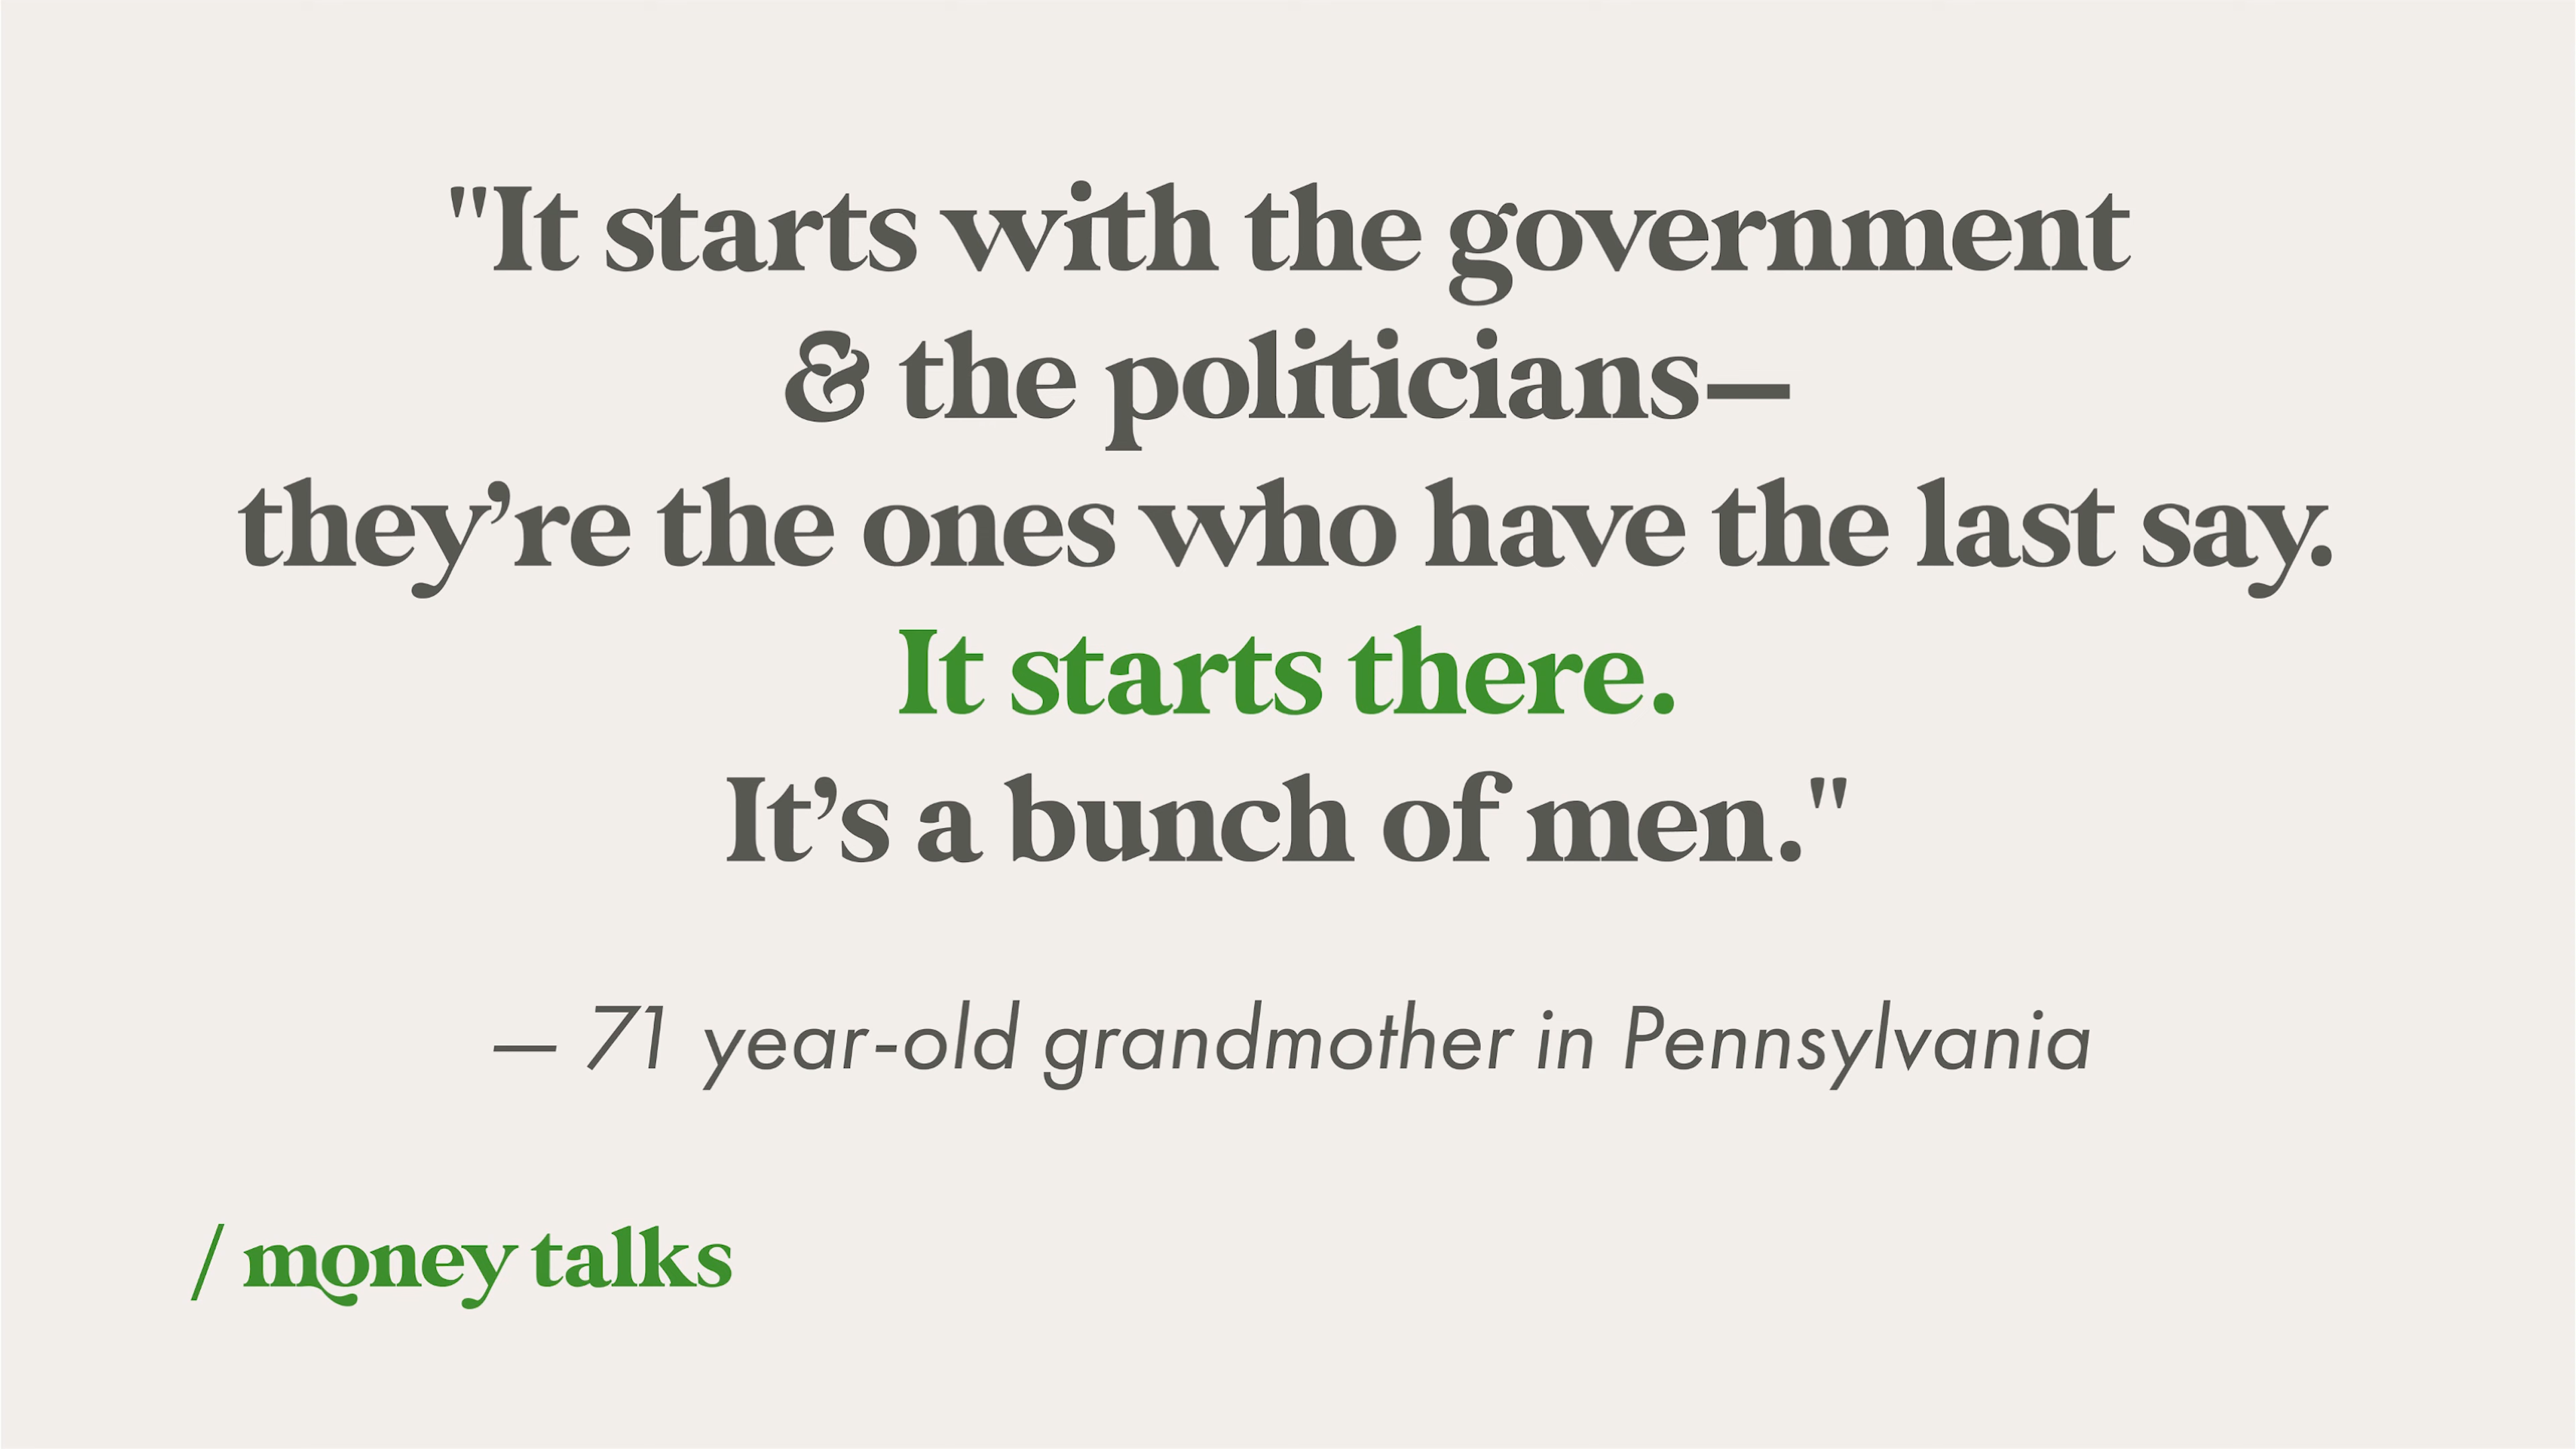 "It starts with the government
& the politicians—
they’re the ones who have the last say.
It starts there.
It’s a bunch of men."
— 71 year-old grandmother in Pennsylvania
/ money talks